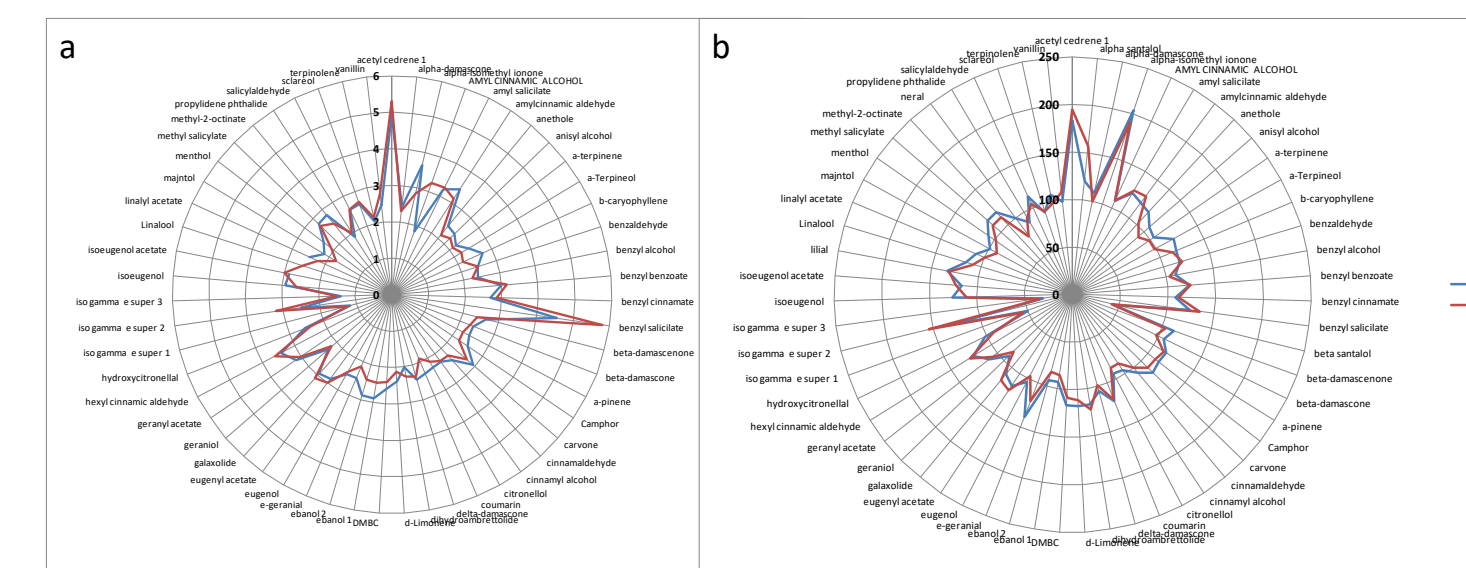 a
acetyl cedrene 1
alpha-damascone
alpha-isomethyl ionone
AMYL CINNAMIC ALCOHOL
amyl salicilate
amylcinnamic aldehyde
anethole
anisyl alcohol
a-terpinene
a-Terpineol
b-caryophyllene
benzaldehyde
benzyl alcohol
benzyl benzoate
benzyl cinnamate
benzyl salicilate
beta-damascenone
beta-damascone
a-pinene
Camphor
carvone
cinnamaldehyde
cinnamyl alcohol
citronellol
coumarin
delta-damascone
dihydroambrettolide
d-Limonene
DMBC
ebanol 1
ebanol 2
e-geranial
eugenol
eugenyl acetate
galaxolide
geraniol
geranyl acetate
hexyl cinnamic aldehyde
hydroxycitronellal
iso gamma e super 1
iso gamma e super 2
iso gamma e super 3
isoeugenol
isoeugenol acetate
Linalool
linalyl acetate
majntol
menthol
methyl salicylate
methyl-2-octinate
propylidene phthalide
salicylaldehyde
sclareol
terpinolene
vanillin
6
5
4
3
2
1
0
b
acetyl cedrene 1
alpha santalol
alpha-damascone
alpha-isomethyl ionone
AMYL CINNAMIC ALCOHOL
amyl salicilate
amylcinnamic aldehyde
anethole
anisyl alcohol
a-terpinene
a-Terpineol
b-caryophyllene
benzaldehyde
benzyl alcohol
benzyl benzoate
benzyl cinnamate
benzyl salicilate
beta santalol
beta-damascenone
beta-damascone
a-pinene
Camphor
carvone
cinnamaldehyde
cinnamyl alcohol
citronellol
coumarin
delta-damascone
dihydroambrettolide
d-Limonene
DMBC
ebanol 1
ebanol 2
e-geranial
eugenol
eugenyl acetate
galaxolide
geraniol
geranyl acetate
hexyl cinnamic aldehyde
hydroxycitronellal
iso gamma e super 1
iso gamma e super 2
iso gamma e super 3
isoeugenol
isoeugenol acetate
lilial
Linalool
linalyl acetate
majntol
menthol
methyl salicylate
methyl-2-octinate
neral
propylidene phthalide
salicylaldehyde
sclareol
terpinolene
vanillin
250
200
150
100
50
0